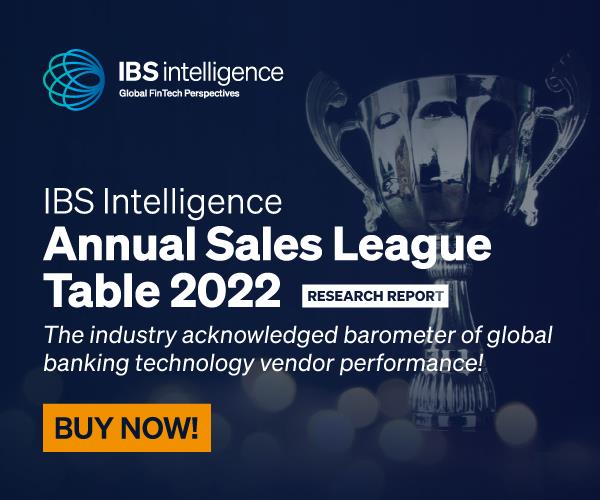 IBS intelligence
Global FinTech Perspectives
IBS Intelligence
Annual Sales League
Table 2022 RESEARCH REPORT
The industry acknowledged barometer of global
banking technology vendor performance!
BUY NOW!